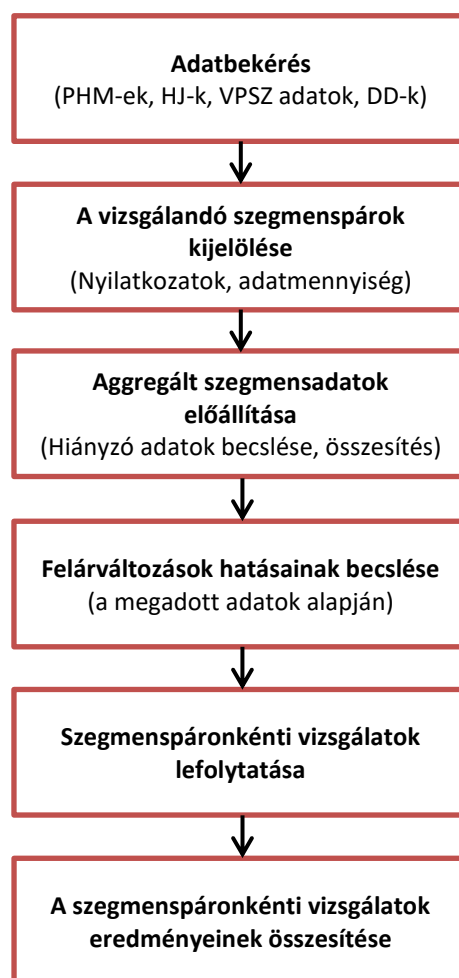 Adatbekérés
(PHM-ek, HJ-k, VPSZ adatok, DD-k)
A vizsgálandó szegmenspárok
kijelölése
(Nyilatkozatok, adatmennyiség)
Aggregált szegmensadatok
előállítása
(Hiányzó adatok becslése, összesítés)
Felárváltozások hatásainak becslése
(a megadott adatok alapján)
Szegmenspáronkénti vizsgálatok
lefolytatása
A szegmenspáronkénti vizsgálatok
eredményeinek összesítése